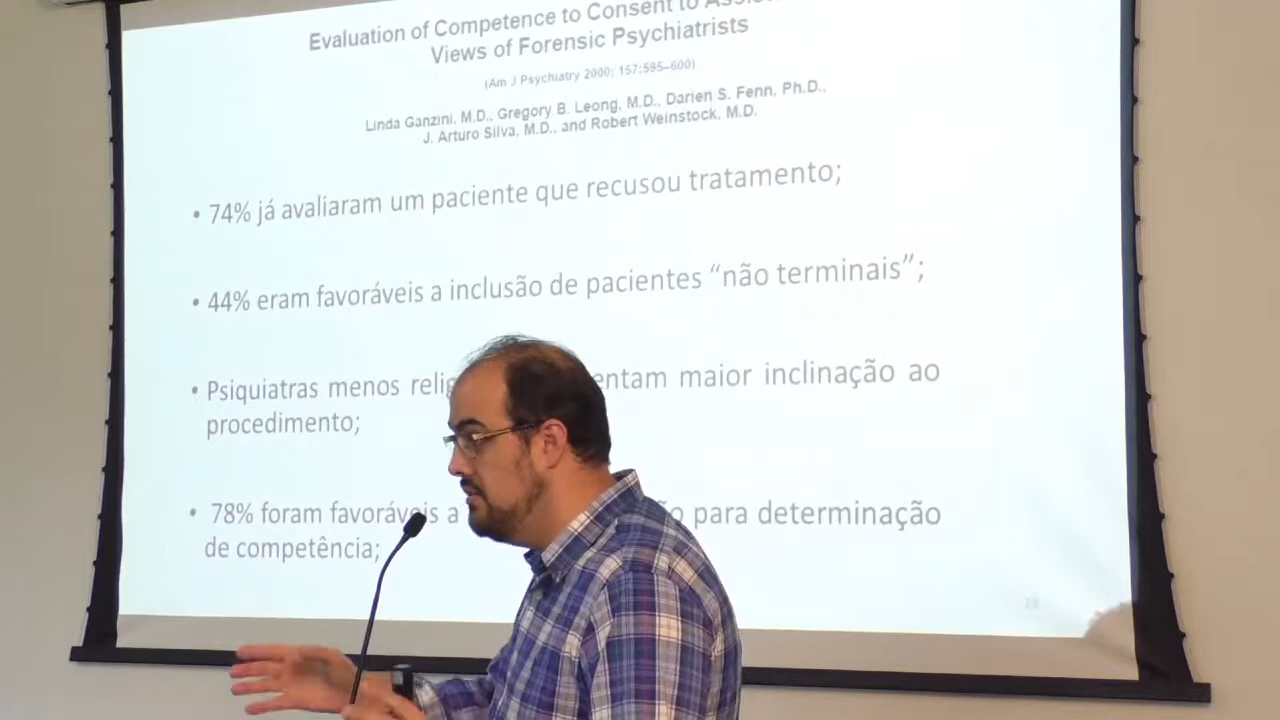 Evaluation of Competence to Consent to
Views of Forensic Psychiatrists
(Am J Psychiatry 2000; 157:595–600)
Linda Ganzini, M.D., Gregory B. Leong, M.D., Darien S. Fenn, Ph.D.,
J. Arturo Silva, M.D., and Robert Weinstock, M.D.
• 74% já avaliaram um paciente que recusou tratamento;
• 44% eram favoráveis a inclusão de pacientes “não terminais”;
• Psiquiatras menos maior inclinação ao
procedimento;
• 78% foram favoráveis a para determinação
de competência;